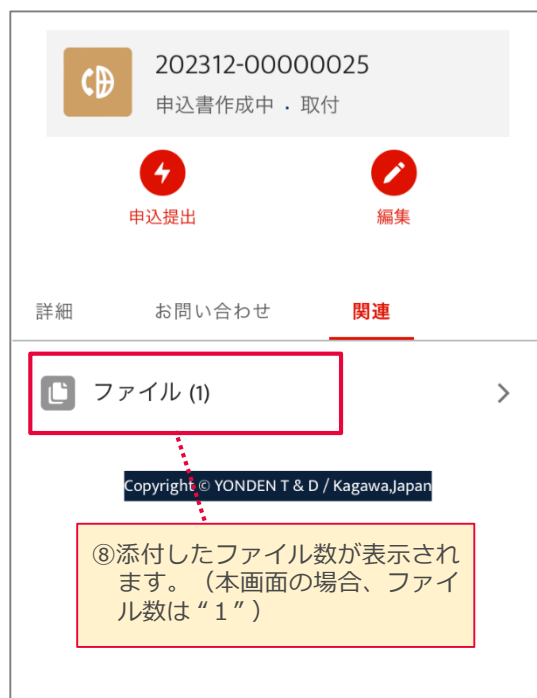 202312-00000025
申込書作成中 ・ 取付
申込提出 編集
詳細 お問い合わせ 関連
ファイル (1)
Copyright © YONDEN T & D / Kagawa,Japan
⑧添付したファイル数が表示され
ます。（本画面の場合、ファイ
ル数は“１”）